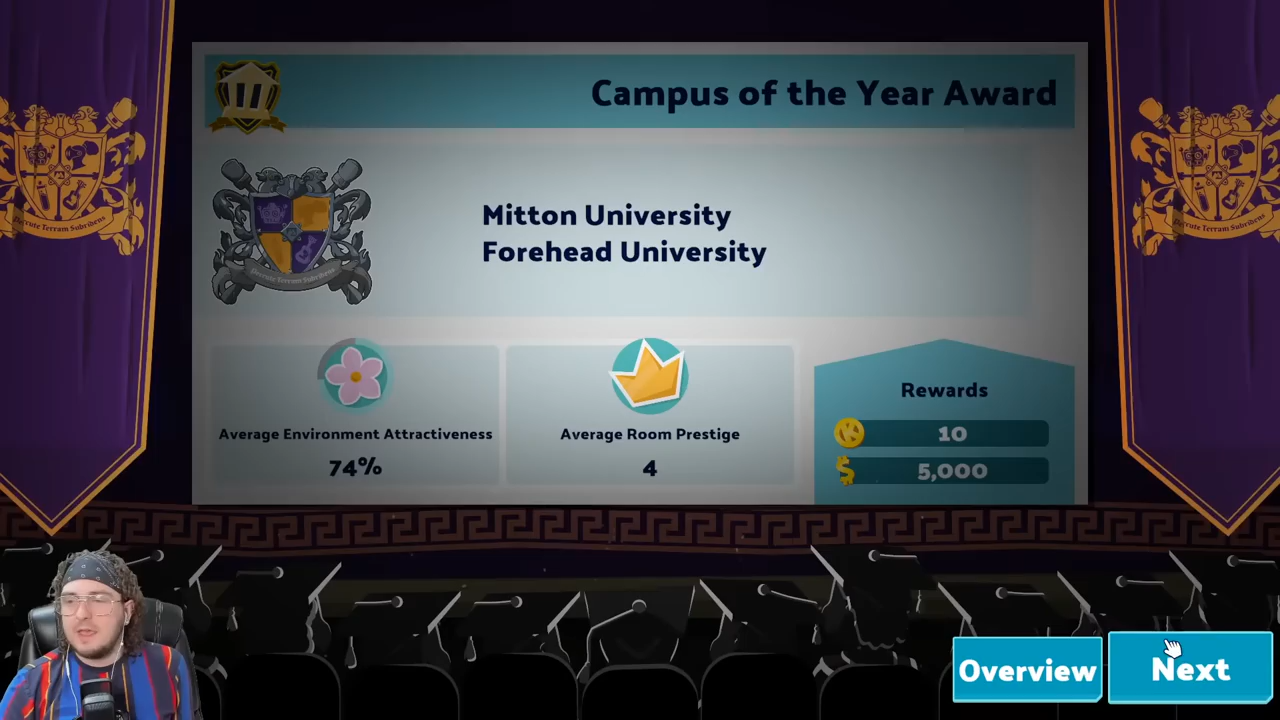 Campus of the Year Award
Mitton University
Forehead University
Average Environment Attractiveness
74%
Average Room Prestige
4
Rewards
10
5,000
Overview
Next